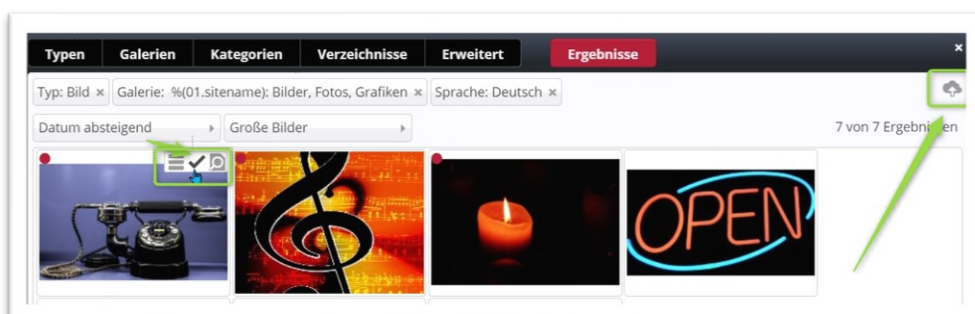 Typen Galerien Kategorien Verzeichnisse Erweitert Ergebnisse ×
Typ: Bild × Galerie: %(01.sitename): Bilder, Fotos, Grafiken × Sprache: Deutsch ×
Datum absteigend Große Bilder 7 von 7 Ergebnissen
OPEN